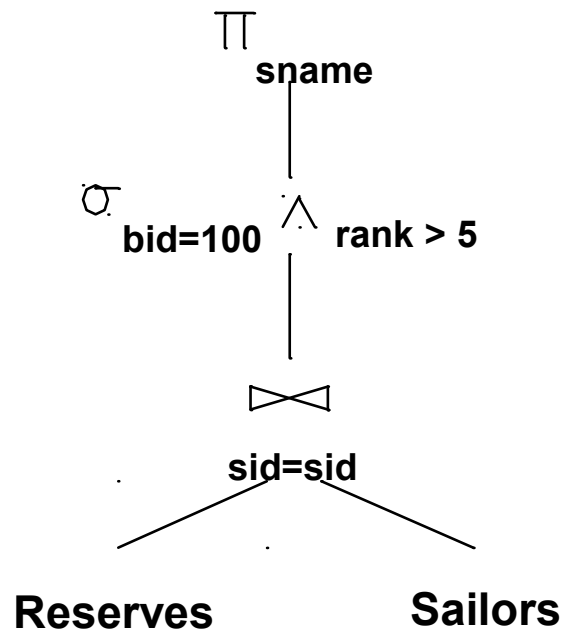 ∏ sname
σ bid=100 ∧ rank > 5
⋈ sid=sid
Reserves Sailors